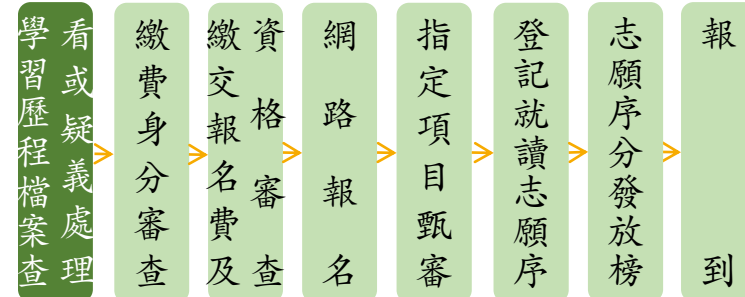 學習歷程檔案查
看或疑義處理
繳費身分審查
繳交報名費及
資格審查
網路報名
指定項目甄審
登記就讀志願序
志願序分發放榜
報到